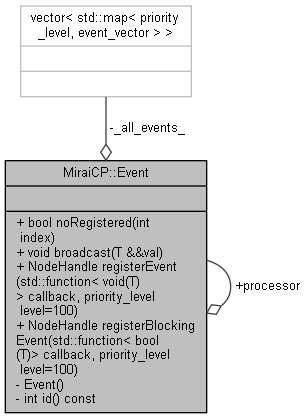 vector< std::map< priority
_level, event_vector > >
-_all_events_
MiraiCP::Event
+ bool noRegistered(int
index)
+ void broadcast(T &&val)
+ NodeHandle registerEvent
(std::function< void(T)
> callback, priority_level
level=100)
+ NodeHandle registerBlocking
Event(std::function< bool
(T)> callback, priority_level
level=100)
- Event()
- int id() const
+processor